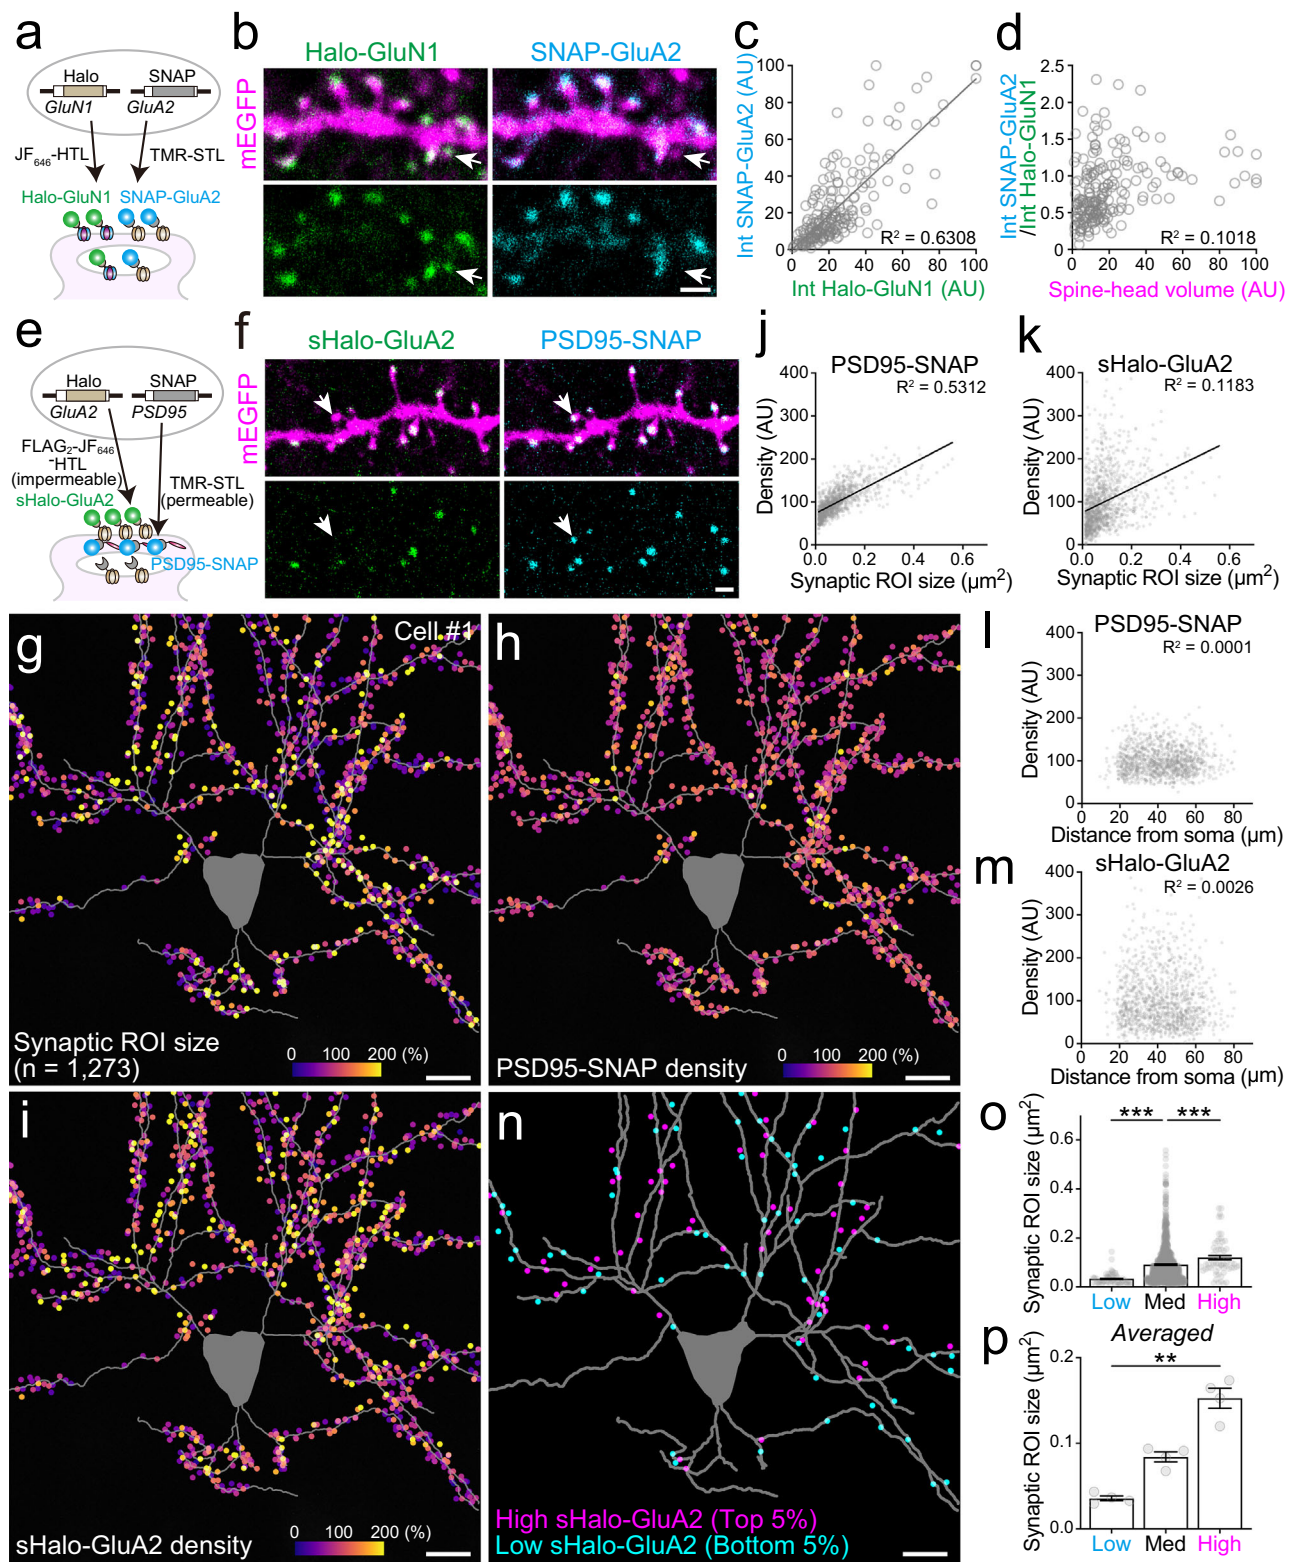 a
Halo
SNAP
GluN1
GluA2
JF646-HTL
TMR-STL
Halo-GluN1
SNAP-GluA2
b
Halo-GluN1
SNAP-GluA2
mEGFP
c
Int SNAP-GluA2 (AU)
100
80
60
40
20
0
R² = 0.6308
0 20 40 60 80 100
Int Halo-GluN1 (AU)
d
Int SNAP-GluA2
/Int Halo-GluN1
2.5
2.0
1.5
1.0
0.5
0
R² = 0.1018
0 20 40 60 80 100
Spine-head volume (AU)
e
Halo
SNAP
GluA2
PSD95
FLAG2-JF646
-HTL
(impermeable)
sHalo-GluA2
TMR-STL
(permeable)
PSD95-SNAP
f
sHalo-GluA2
PSD95-SNAP
mEGFP
j
PSD95-SNAP
R² = 0.5312
Density (AU)
400
300
200
100
0
0 0.2 0.4 0.6
Synaptic ROI size (µm²)
k
sHalo-GluA2
R² = 0.1183
Density (AU)
400
300
200
100
0
0 0.2 0.4 0.6
Synaptic ROI size (µm²)
g
Cell #1
Synaptic ROI size
(n = 1,273)
0 100 200 (%)
h
PSD95-SNAP density
0 100 200 (%)
l
PSD95-SNAP
R² = 0.0001
Density (AU)
400
300
200
100
0
0 20 40 60 80
Distance from soma (µm)
m
sHalo-GluA2
R² = 0.0026
Density (AU)
400
300
200
100
0
0 20 40 60 80
Distance from soma (µm)
i
sHalo-GluA2 density
0 100 200 (%)
n
High sHalo-GluA2 (Top 5%)
Low sHalo-GluA2 (Bottom 5%)
o
Synaptic ROI size (µm²)
*** ***
0.6
0.4
0.2
0.0
Low Med High
p
Averaged
Synaptic ROI size (µm²)
**
0.2
0.1
0.0
Low Med High